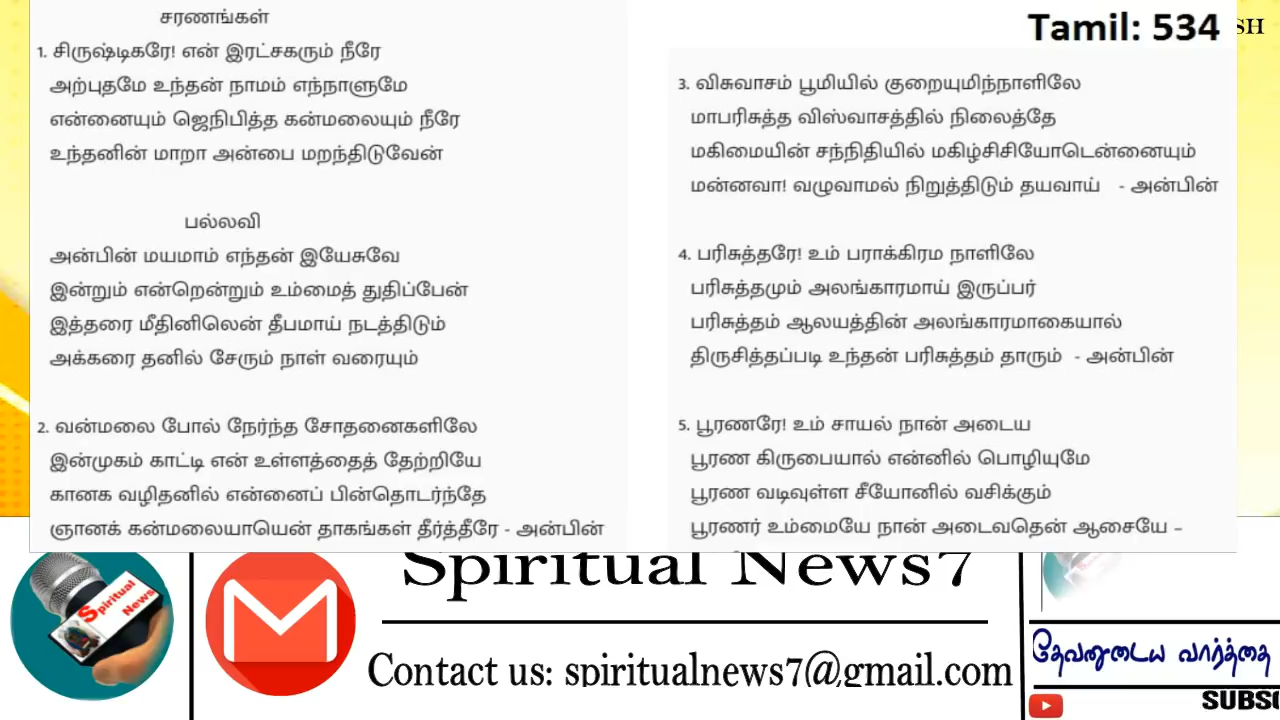 சரணங்கள்
1. சிருஷ்டிகரே! என் இரட்சகரும் நீரே
அற்புதமே உந்தன் நாமம் எந்நாளுமே
என்னையும் ஜெநிபித்த கன்மலையும் நீரே
உந்தனின் மாறா அன்பை மறந்திடுவேன்
பல்லவி
அன்பின் மயமாம் எந்தன் இயேசுவே
இன்றும் என்றென்றும் உம்மைத் துதிப்பேன்
இத்தரை மீதினிலென் தீபமாய் நடத்திடும்
அக்கரை தனில் சேரும் நாள் வரையும்
2. வன்மலை போல் நேர்ந்த சோதனைகளிலே
இன்முகம் காட்டி என் உள்ளத்தைத் தேற்றியே
கானக வழிதனில் என்னைப் பின்தொடர்ந்தே
ஞானக் கன்மலையாயென் தாகங்கள் தீர்த்தீரே - அன்பின்
Tamil: 534
SH
3. விசுவாசம் பூமியில் குறையுமிந்நாளிலே
மாபரிசுத்த விஸ்வாசத்தில் நிலைத்தே
மகிமையின் சந்நிதியில் மகிழ்சிசியோடென்னையும்
மன்னவா! வழுவாமல் நிறுத்திடும் தயவாய் - அன்பின்
4. பரிசுத்தரே! உம் பராக்கிரம நாளிலே
பரிசுத்தமும் அலங்காரமாய் இருப்பர்
பரிசுத்தம் ஆலயத்தின் அலங்காரமாகையால்
திருசித்தப்படி உந்தன் பரிசுத்தம் தாரும் - அன்பின்
5. பூரணரே! உம் சாயல் நான் அடைய
பூரண கிருபையால் என்னில் பொழியுமே
பூரண வடிவுள்ள சீயோனில் வசிக்கும்
பூரணர் உம்மையே நான் அடைவதென் ஆசையே –
Spiritual News
Spiritual News7
Contact us: spiritualnews7@gmail.com
தேவனுடைய வார்த்தை
SUBSC